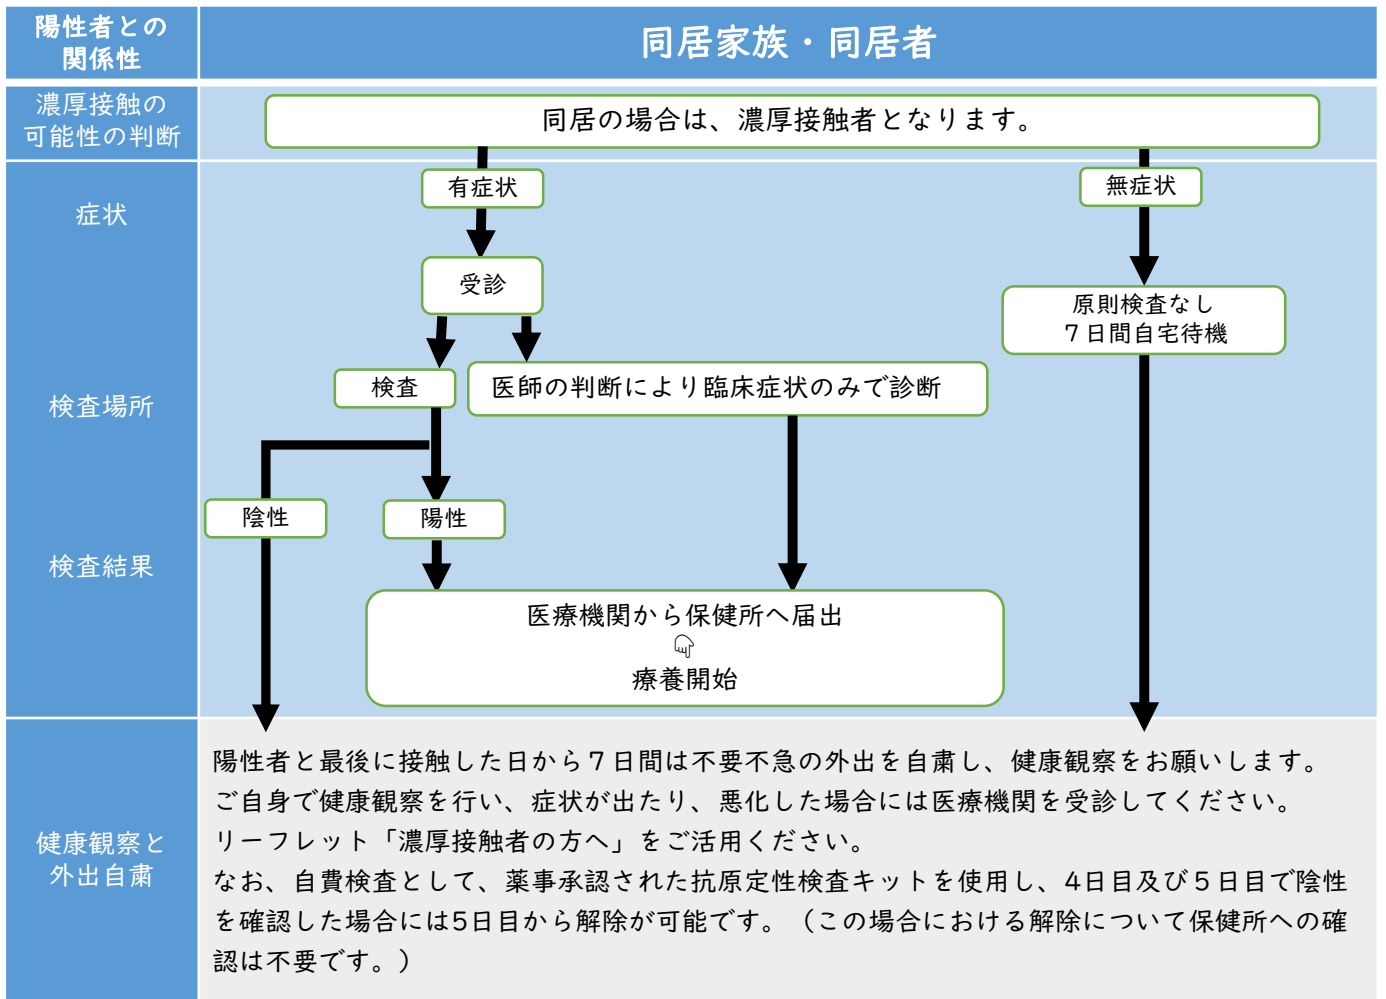 陽性者との
関係性
同居家族・同居者
濃厚接触の
可能性の判断
同居の場合は、濃厚接触者となります。
症状
有症状
無症状
受診
原則検査なし
７日間自宅待機
検査場所
検査
医師の判断により臨床症状のみで診断
陰性
陽性
検査結果
医療機関から保健所へ届出
☟
療養開始
健康観察と
外出自粛
陽性者と最後に接触した日から７日間は不要不急の外出を自粛し、健康観察をお願いします。
ご自身で健康観察を行い、症状が出たり、悪化した場合には医療機関を受診してください。
リーフレット「濃厚接触者の方へ」をご活用ください。
なお、自費検査として、薬事承認された抗原定性検査キットを使用し、4日目及び５日目で陰性
を確認した場合には5日目から解除が可能です。（この場合における解除について保健所への確
認は不要です。）